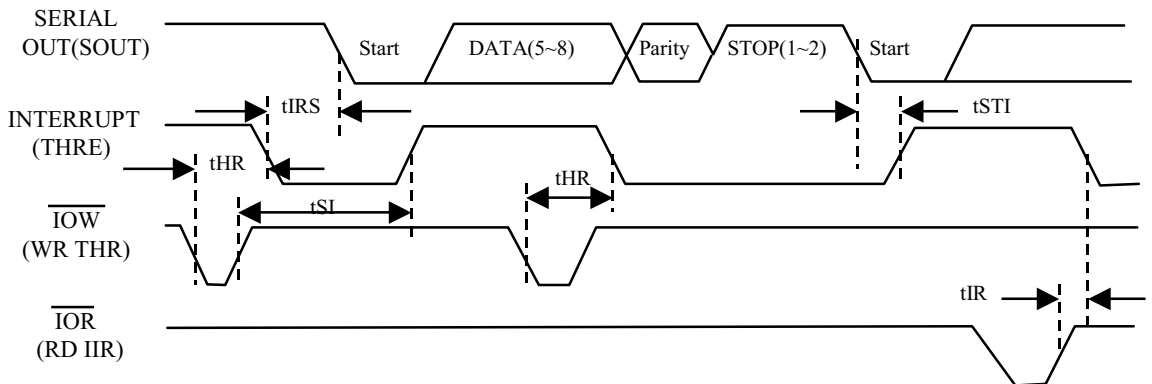 SERIAL
OUT(SOUT)
Start
DATA(5~8)
Parity
STOP(1~2)
Start
tIRS
tSTI
INTERRUPT
(THRE)
tHR
tHR
tSI
IOW
(WR THR)
tIR
IOR
(RD IIR)